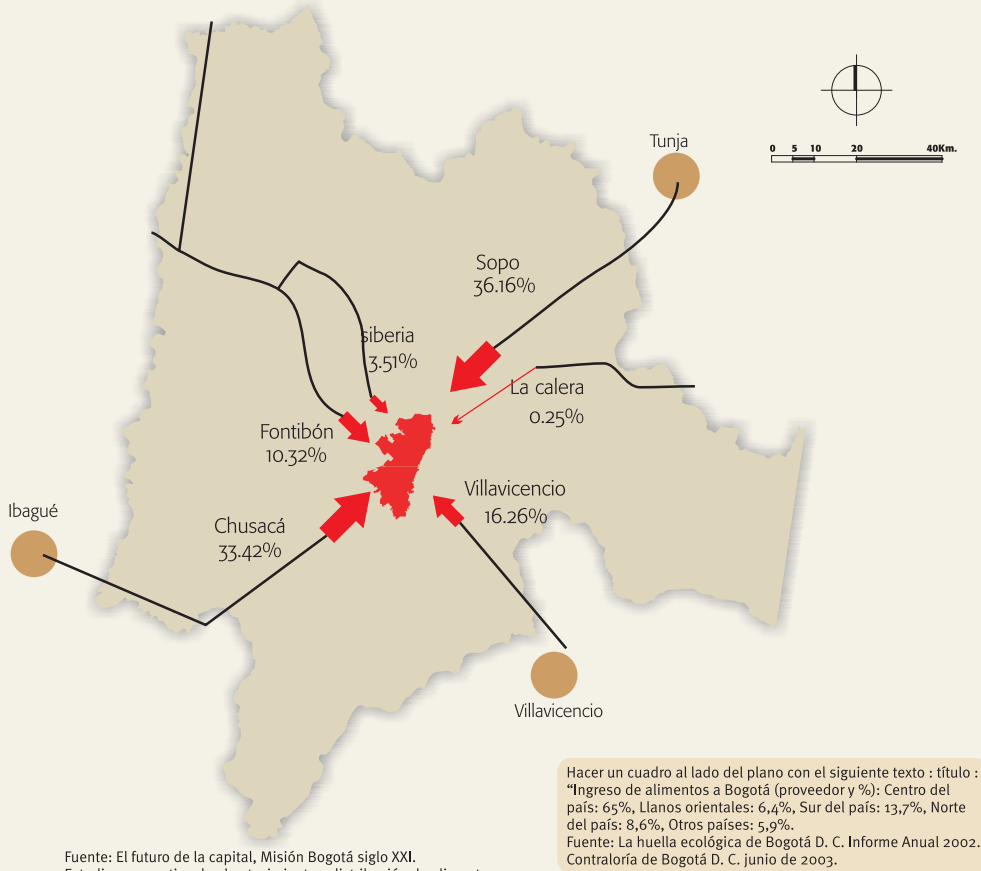 0 5 10 20 40Km.
Tunja
Sopo
36.16%
siberia
3.51%
La calera
0.25%
Fontibón
10.32%
Villavicencio
16.26%
Ibagué
Chusacá
33.42%
Villavicencio
Hacer un cuadro al lado del plano con el siguiente texto : título :
“Ingreso de alimentos a Bogotá (proveedor y %): Centro del
país: 65%, Llanos orientales: 6,4%, Sur del país: 13,7%, Norte
del país: 8,6%, Otros países: 5,9%.
Fuente: La huella ecológica de Bogotá D. C. Informe Anual 2002.
Contraloría de Bogotá D. C. junio de 2003.
Fuente: El futuro de la capital, Misión Bogotá siglo XXI.